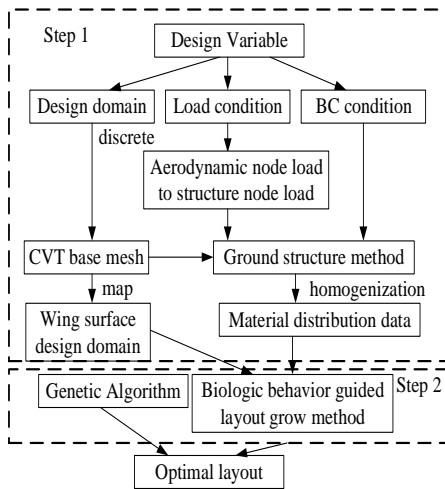 Step 1
Design Variable
Design domain
Load condition
BC condition
discrete
Aerodynamic node load
to structure node load
CVT base mesh
Ground structure method
map
homogenization
Wing surface
design domain
Material distribution data
Step 2
Genetic Algorithm
Biologic behavior guided
layout grow method
Optimal layout